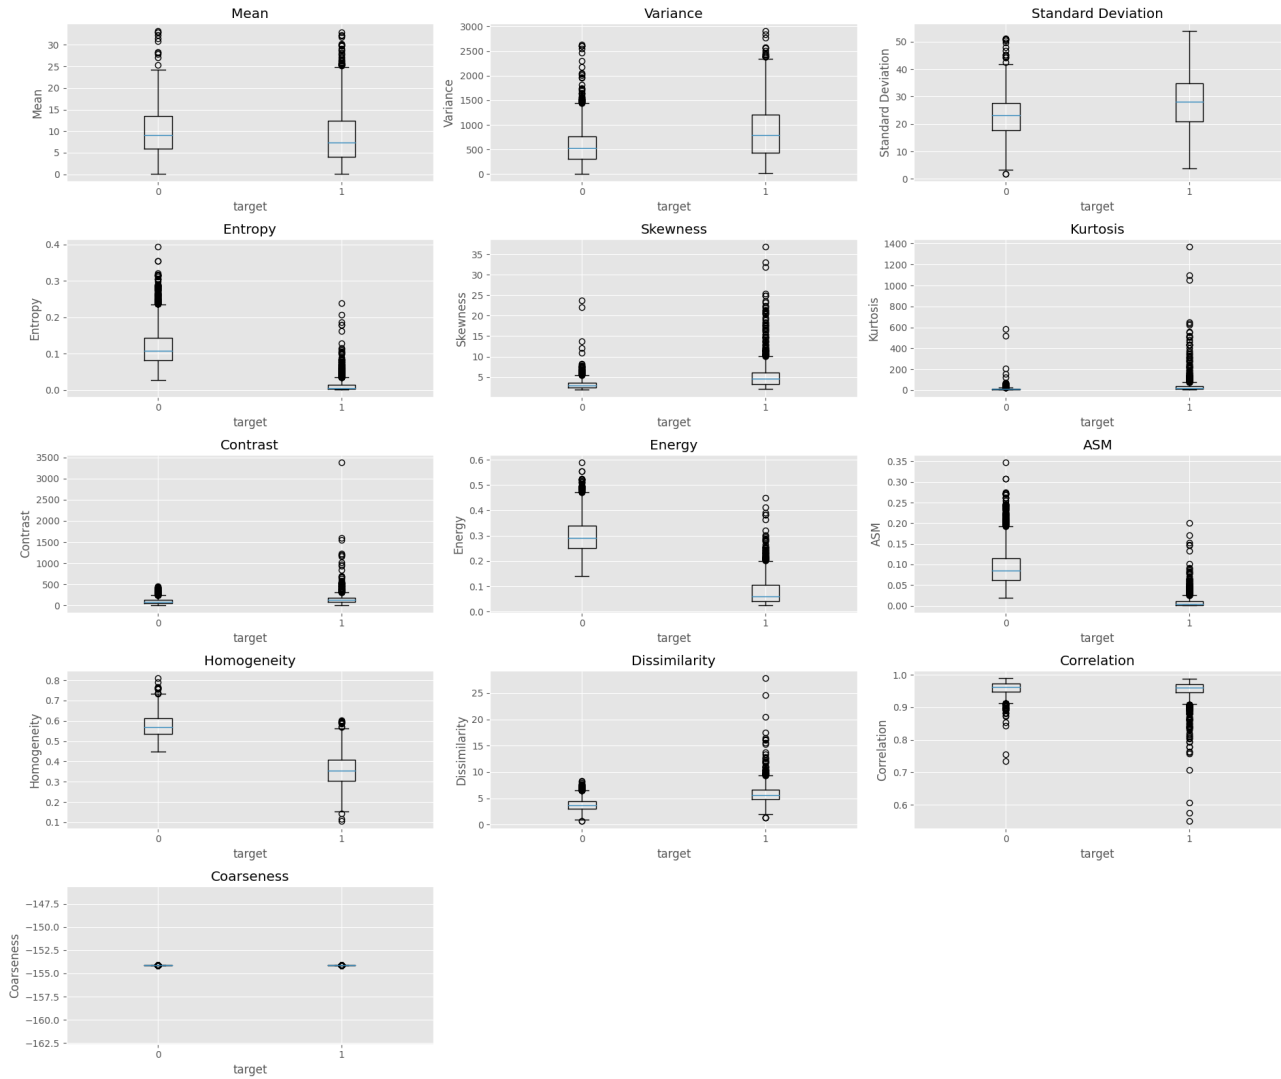 Mean
Mean
30
25
20
15
10
5
0
0
1
target
Variance
Variance
3000
2500
2000
1500
1000
500
0
0
1
target
Standard Deviation
Standard Deviation
50
40
30
20
10
0
0
1
target
Entropy
Entropy
0.4
0.3
0.2
0.1
0.0
0
1
target
Skewness
Skewness
35
30
25
20
15
10
5
0
1
target
Kurtosis
Kurtosis
1400
1200
1000
800
600
400
200
0
0
1
target
Contrast
Contrast
3500
3000
2500
2000
1500
1000
500
0
0
1
target
Energy
Energy
0.6
0.5
0.4
0.3
0.2
0.1
0.0
0
1
target
ASM
ASM
0.35
0.30
0.25
0.20
0.15
0.10
0.05
0.00
0
1
target
Homogeneity
Homogeneity
0.8
0.7
0.6
0.5
0.4
0.3
0.2
0.1
0
1
target
Dissimilarity
Dissimilarity
25
20
15
10
5
0
0
1
target
Correlation
Correlation
1.0
0.9
0.8
0.7
0.6
0
1
target
Coarseness
Coarseness
−147.5
−150.0
−152.5
−155.0
−157.5
−160.0
−162.5
0
1
target